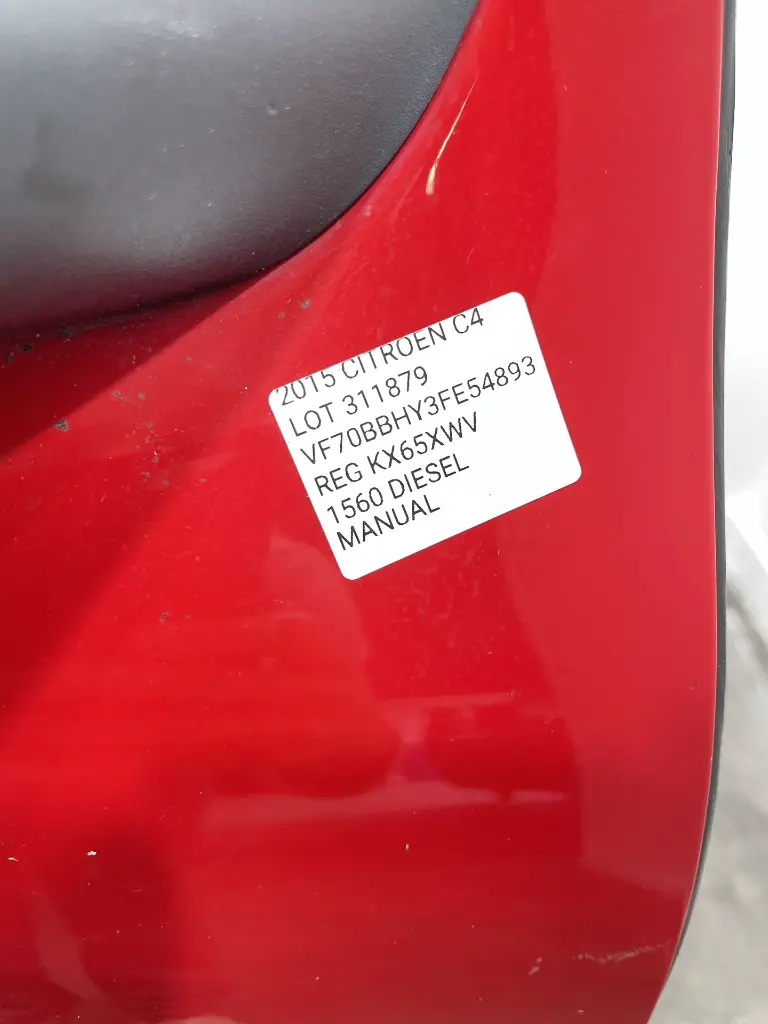 2015 CITROEN C4
LOT 311879
VF70BBHY3FE54893
REG KX65XWV
1560 DIESEL
MANUAL